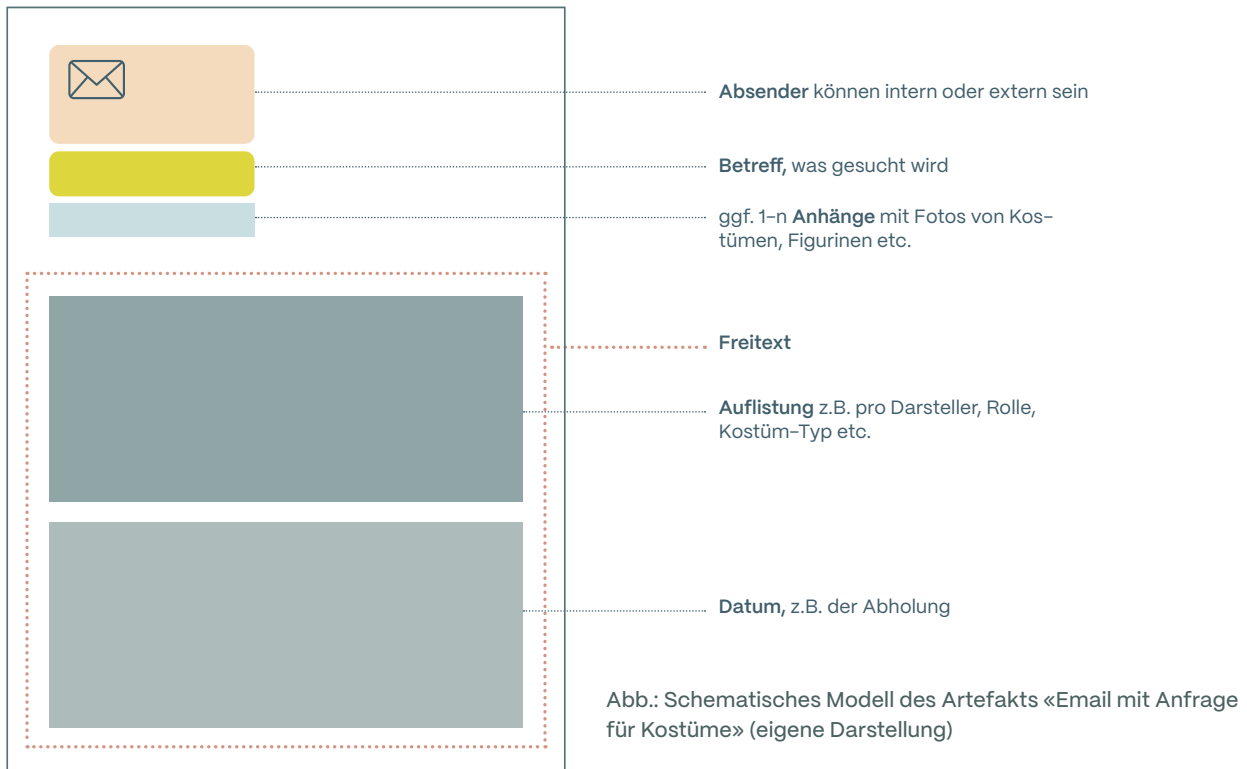 Absender können intern oder extern sein
Betreff, was gesucht wird
ggf. 1–n Anhänge mit Fotos von Kos-
tümen, Figurinen etc.
Freitext
Auflistung z.B. pro Darsteller, Rolle,
Kostüm-Typ etc.
Datum, z.B. der Abholung
Abb.: Schematisches Modell des Artefakts «Email mit Anfrage
für Kostüme» (eigene Darstellung)